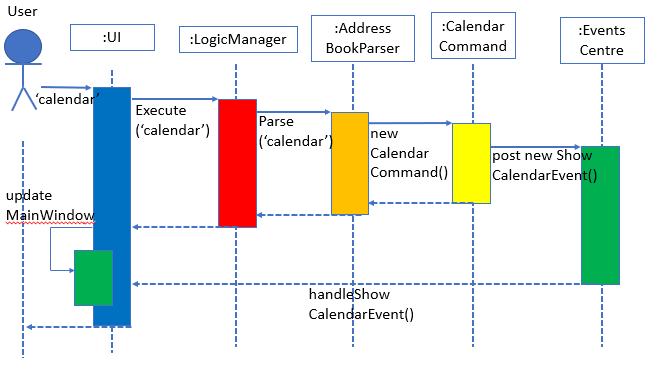 User
:UI
:LogicManager
:Address
BookParser
:Calendar
Command
:Events
Centre
‘calendar’
Execute
(‘calendar’)
Parse
(‘calendar’)
new
Calendar
Command()
post new Show
CalendarEvent()
update
MainWindow
handleShow
CalendarEvent()